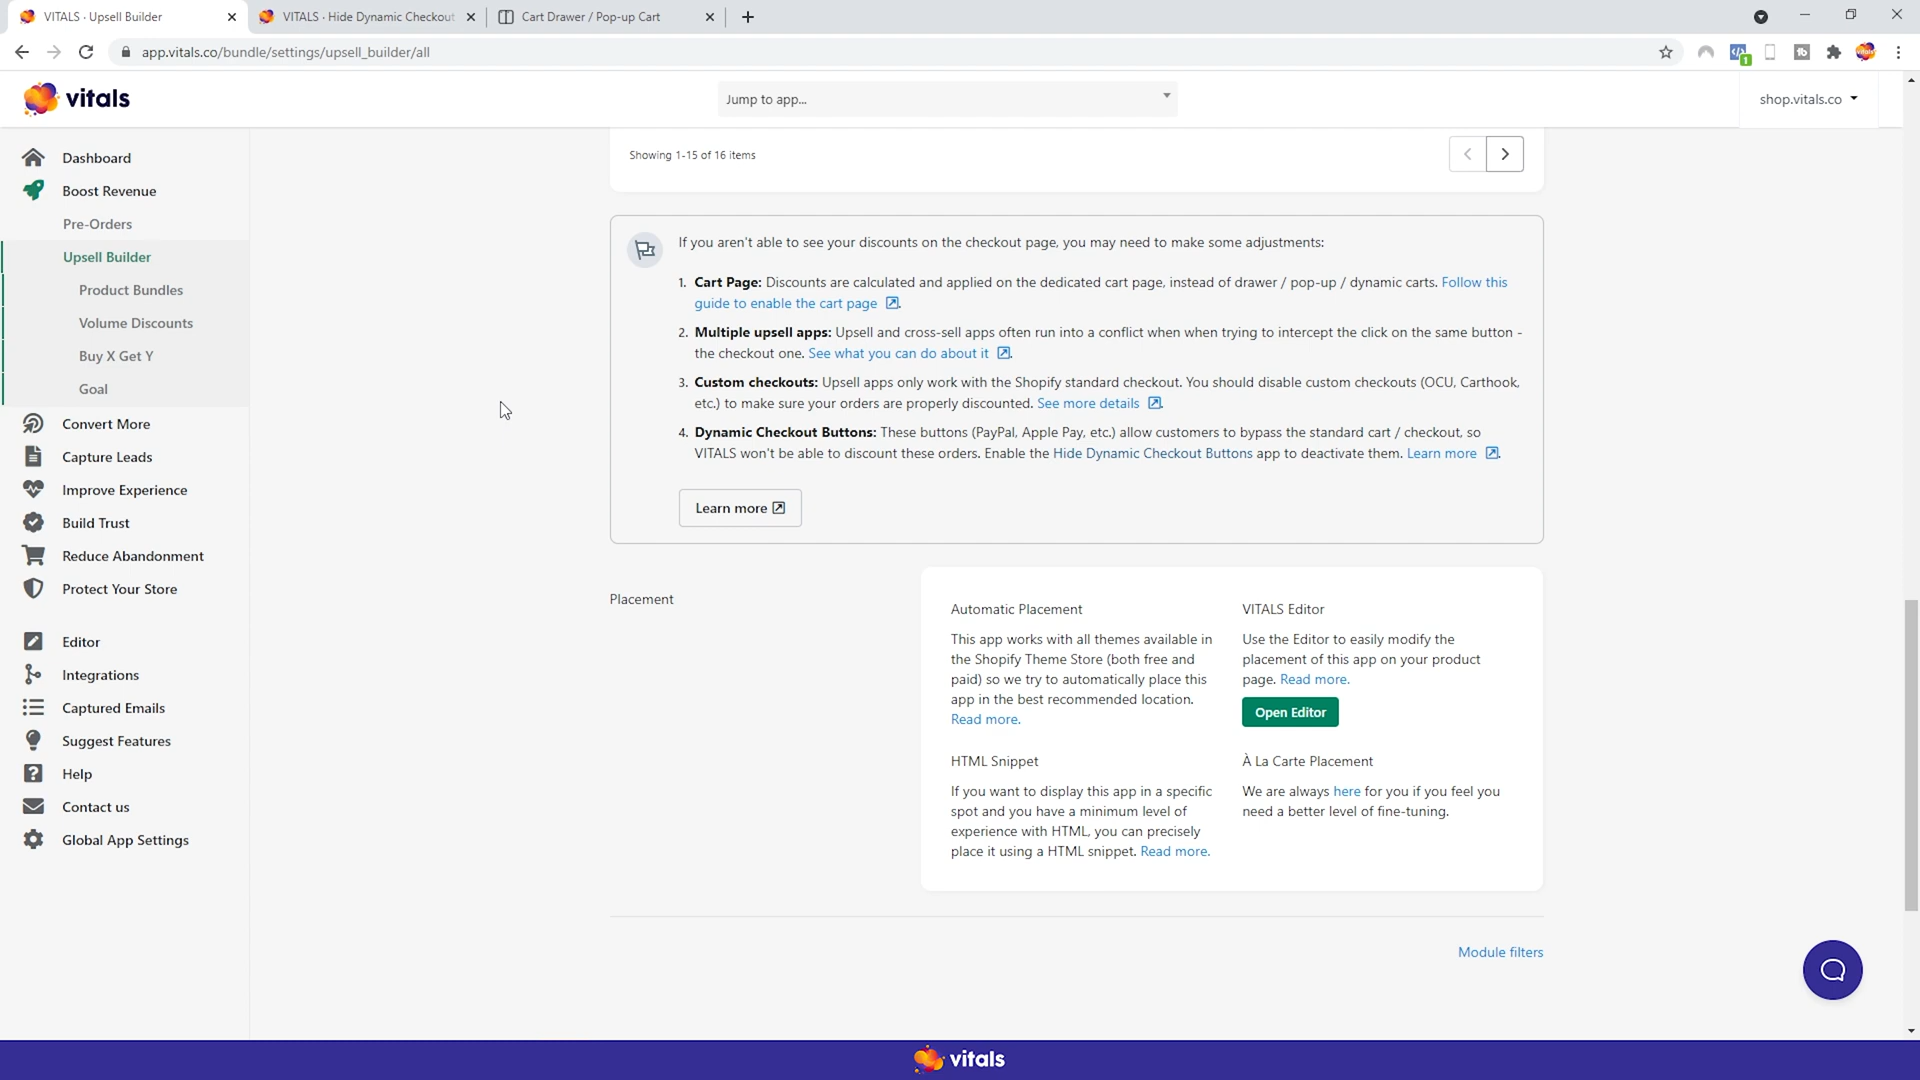 VITALS · Upsell Builder
VITALS · Hide Dynamic Checkout
Cart Drawer / Pop-up Cart
app.vitals.co/bundle/settings/upsell_builder/all
vitals
Jump to app...
shop.vitals.co
Dashboard
Boost Revenue
Pre-Orders
Upsell Builder
Product Bundles
Volume Discounts
Buy X Get Y
Goal
Convert More
Capture Leads
Improve Experience
Build Trust
Reduce Abandonment
Protect Your Store
Editor
Integrations
Captured Emails
Suggest Features
Help
Contact us
Global App Settings
Showing 1-15 of 16 items
If you aren't able to see your discounts on the checkout page, you may need to make some adjustments:
1. Cart Page: Discounts are calculated and applied on the dedicated cart page, instead of drawer / pop-up / dynamic carts. Follow this
guide to enable the cart page.
2. Multiple upsell apps: Upsell and cross-sell apps often run into a conflict when when trying to intercept the click on the same button -
the checkout one. See what you can do about it.
3. Custom checkouts: Upsell apps only work with the Shopify standard checkout. You should disable custom checkouts (OCU, Carthook,
etc.) to make sure your orders are properly discounted. See more details.
4. Dynamic Checkout Buttons: These buttons (PayPal, Apple Pay, etc.) allow customers to bypass the standard cart / checkout, so
VITALS won't be able to discount these orders. Enable the Hide Dynamic Checkout Buttons app to deactivate them. Learn more.
Learn more
Placement
Automatic Placement
This app works with all themes available in
the Shopify Theme Store (both free and
paid) so we try to automatically place this
app in the best recommended location.
Read more.
VITALS Editor
Use the Editor to easily modify the
placement of this app on your product
page. Read more.
Open Editor
HTML Snippet
If you want to display this app in a specific
spot and you have a minimum level of
experience with HTML, you can precisely
place it using a HTML snippet. Read more.
À La Carte Placement
We are always here for you if you feel you
need a better level of fine-tuning.
Module filters
vitals